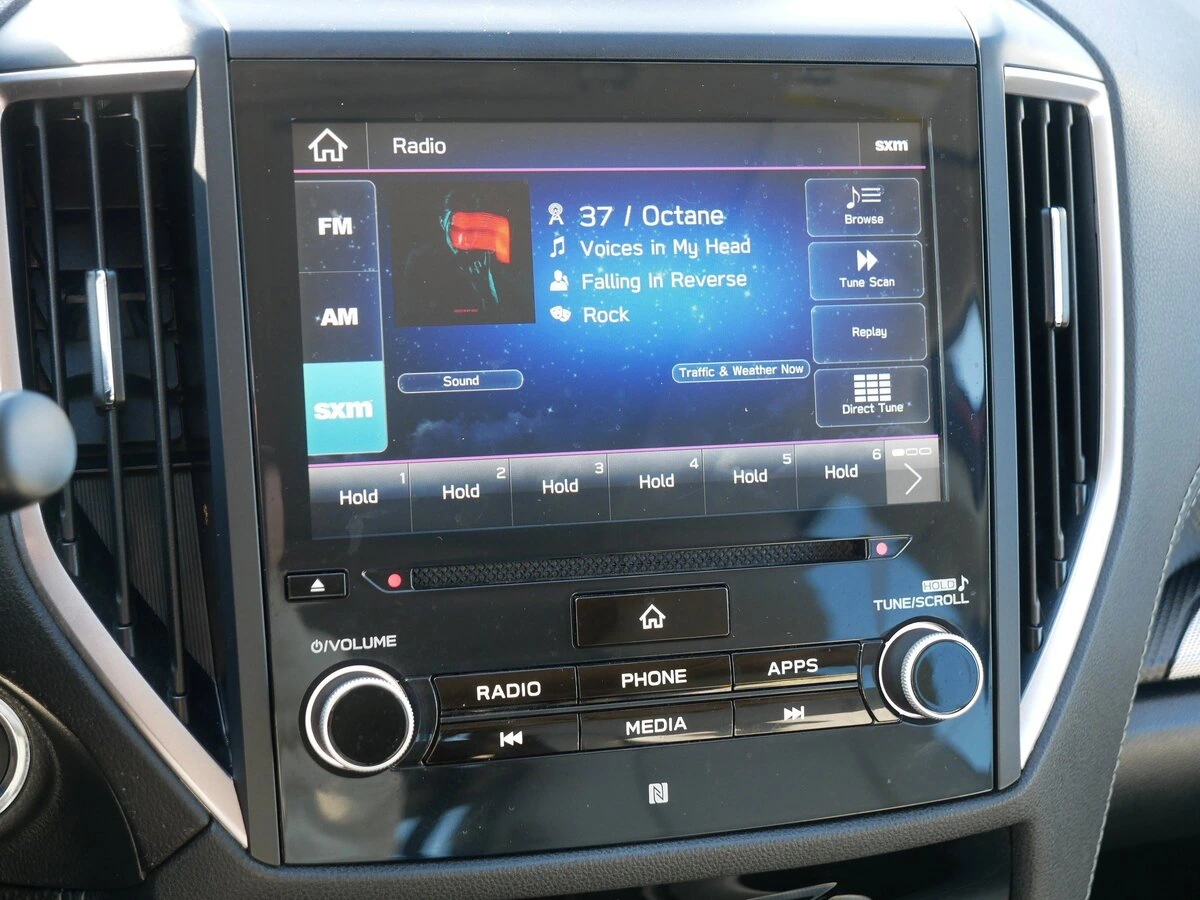 Radio
sxm
FM
AM
sxm
37 / Octane
Voices in My Head
Falling In Reverse
Rock
Sound
Traffic & Weather Now
Browse
Tune Scan
Replay
Direct Tune
1 Hold
2 Hold
3 Hold
4 Hold
5 Hold
6 Hold
HOLD
TUNE/SCROLL
/VOLUME
RADIO
PHONE
APPS
MEDIA
N